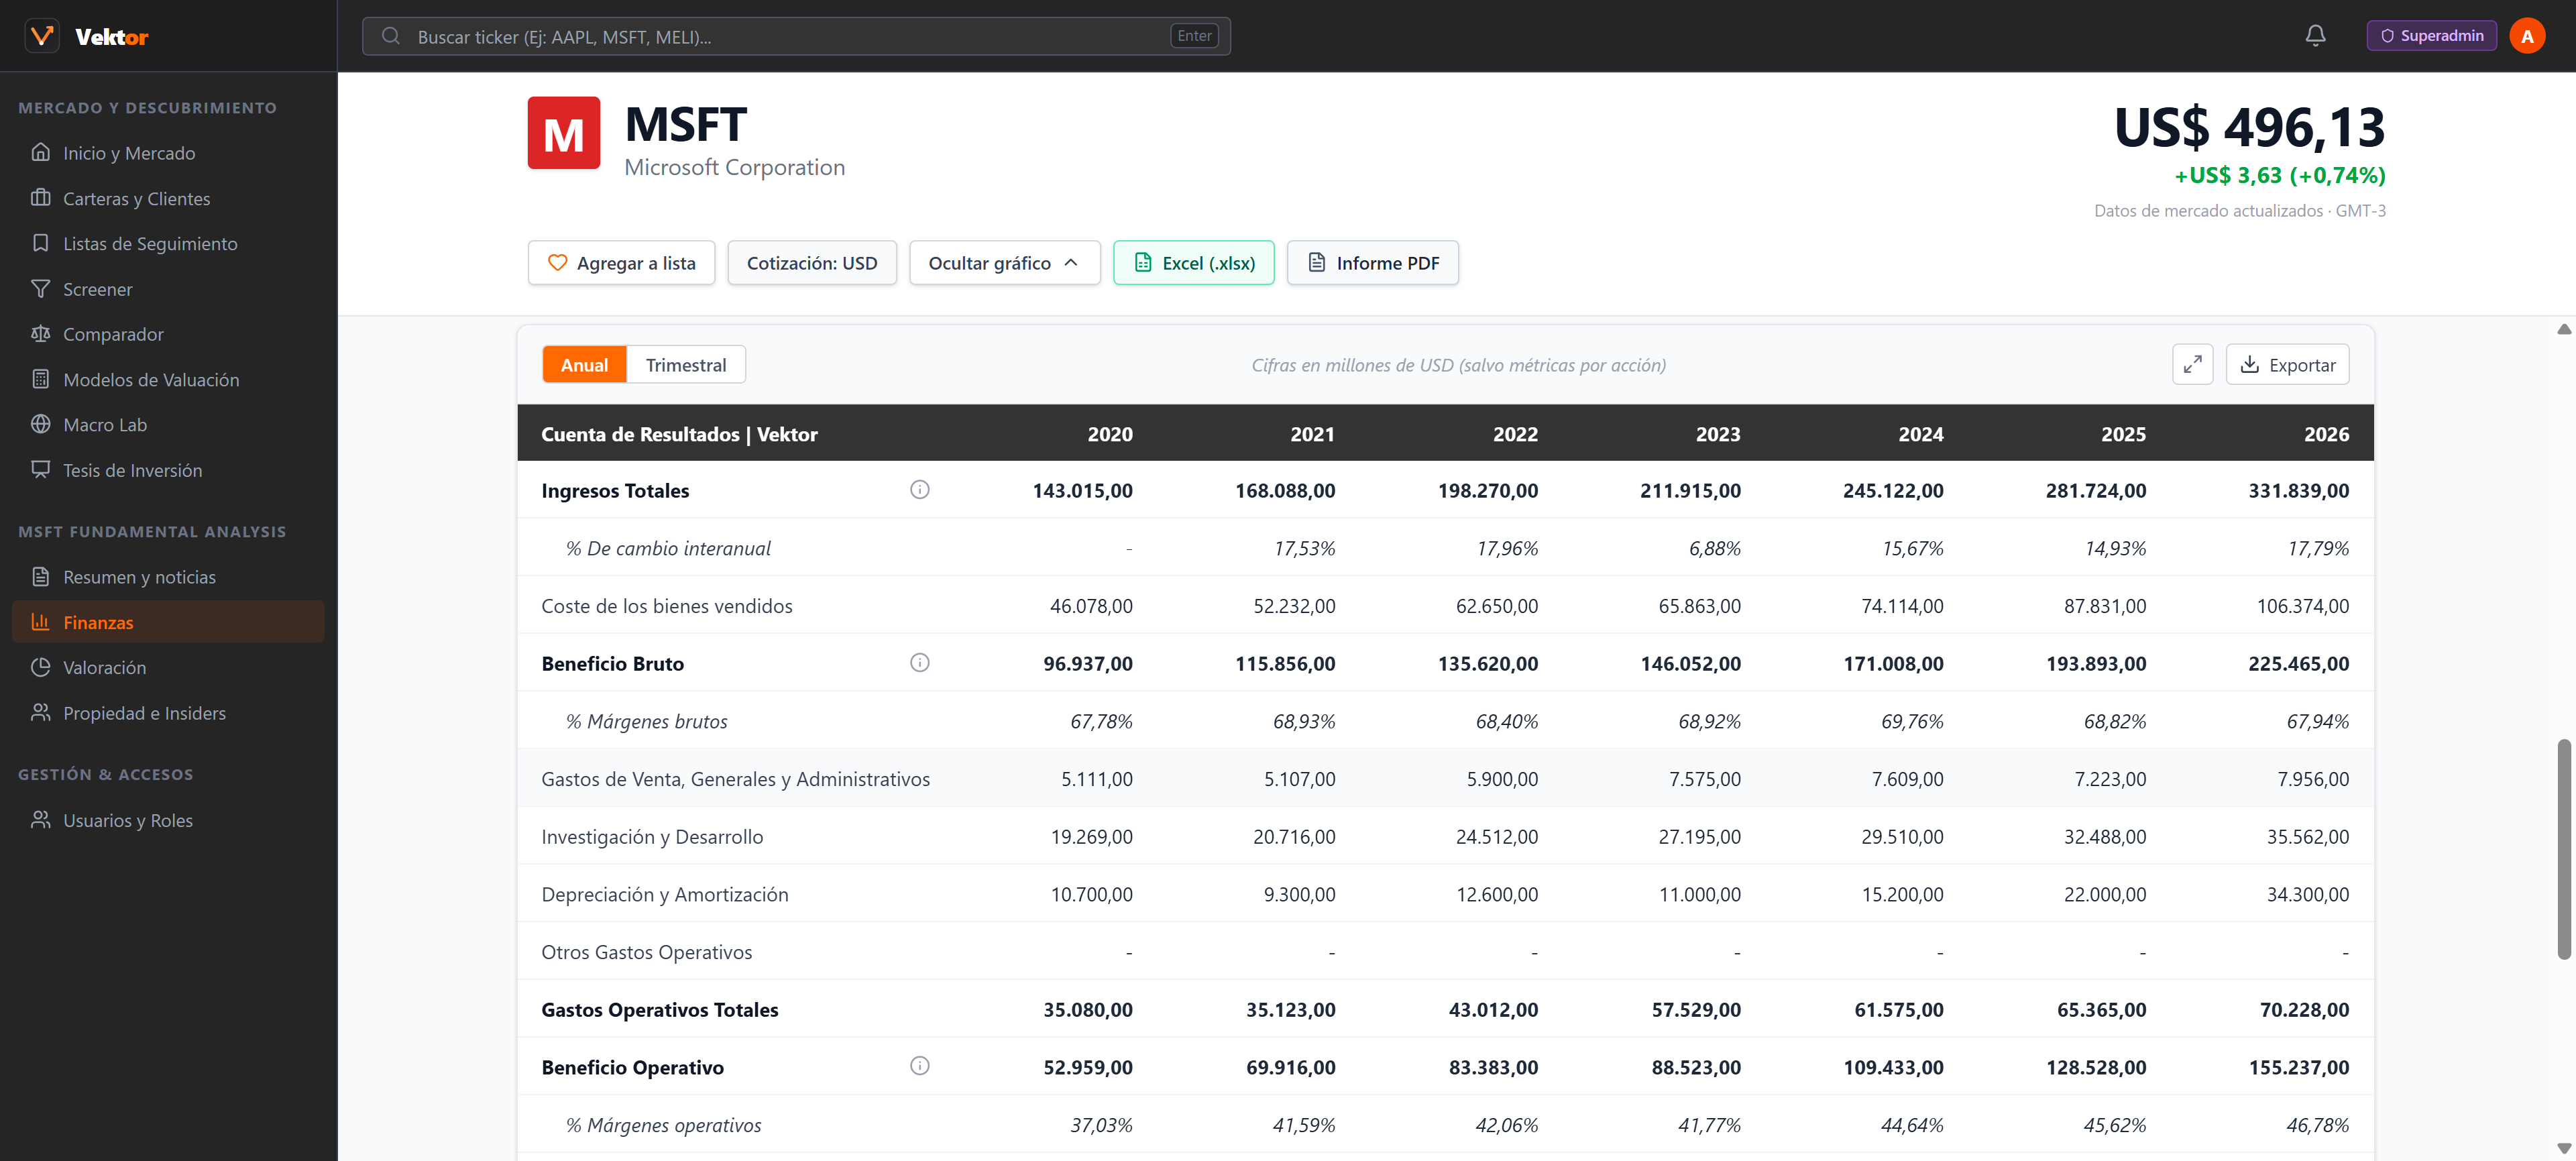 Vektor
Buscar ticker (Ej: AAPL, MSFT, MELI)...
Enter
Superadmin
A
MERCADO Y DESCUBRIMIENTO
Inicio y Mercado
Carteras y Clientes
Listas de Seguimiento
Screener
Comparador
Modelos de Valuación
Macro Lab
Tesis de Inversión
MSFT FUNDAMENTAL ANALYSIS
Resumen y noticias
Finanzas
Valoración
Propiedad e Insiders
GESTIÓN & ACCESOS
Usuarios y Roles
M
MSFT
Microsoft Corporation
US$ 496,13
+US$ 3,63 (+0,74%)
Datos de mercado actualizados · GMT-3
Agregar a lista
Cotización: USD
Ocultar gráfico
Excel (.xlsx)
Informe PDF
Anual
Trimestral
Cifras en millones de USD (salvo métricas por acción)
Exportar
Cuenta de Resultados | Vektor 2020 2021 2022 2023 2024 2025 2026
Ingresos Totales 143.015,00 168.088,00 198.270,00 211.915,00 245.122,00 281.724,00 331.839,00
% De cambio interanual - 17,53% 17,96% 6,88% 15,67% 14,93% 17,79%
Coste de los bienes vendidos 46.078,00 52.232,00 62.650,00 65.863,00 74.114,00 87.831,00 106.374,00
Beneficio Bruto 96.937,00 115.856,00 135.620,00 146.052,00 171.008,00 193.893,00 225.465,00
% Márgenes brutos 67,78% 68,93% 68,40% 68,92% 69,76% 68,82% 67,94%
Gastos de Venta, Generales y Administrativos 5.111,00 5.107,00 5.900,00 7.575,00 7.609,00 7.223,00 7.956,00
Investigación y Desarrollo 19.269,00 20.716,00 24.512,00 27.195,00 29.510,00 32.488,00 35.562,00
Depreciación y Amortización 10.700,00 9.300,00 12.600,00 11.000,00 15.200,00 22.000,00 34.300,00
Otros Gastos Operativos - - - - - - -
Gastos Operativos Totales 35.080,00 35.123,00 43.012,00 57.529,00 61.575,00 65.365,00 70.228,00
Beneficio Operativo 52.959,00 69.916,00 83.383,00 88.523,00 109.433,00 128.528,00 155.237,00
% Márgenes operativos 37,03% 41,59% 42,06% 41,77% 44,64% 45,62% 46,78%